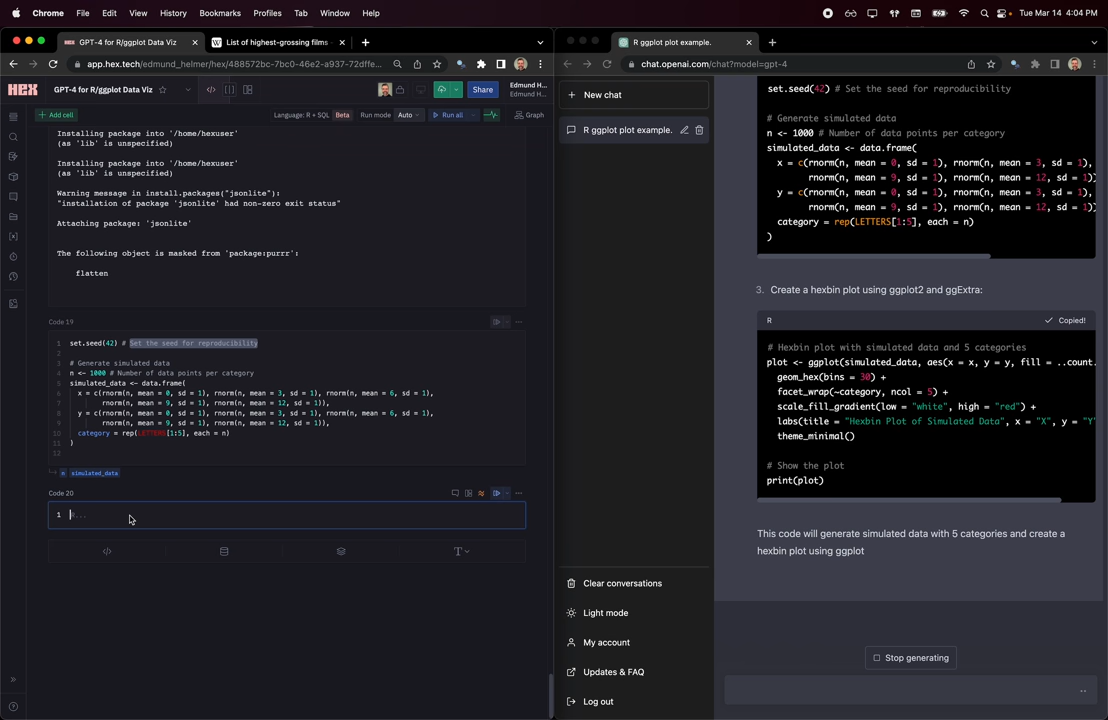 Chrome File Edit View History Bookmarks Profiles Tab Window Help
Tue Mar 14 4:04 PM
GPT-4 for R/ggplot Data Viz
List of highest-grossing films
app.hex.tech/edmund_helmer/hex/488572bc-7bc0-46e2-a937-72dffe...
HEX
GPT-4 for R/ggplot Data Viz
Share
Edmund H...
Edmund H...
Add cell
Language: R + SQL Beta Run mode Auto Run all Graph
Installing package into '/home/hexuser'
(as 'lib' is unspecified)
Installing package into '/home/hexuser'
(as 'lib' is unspecified)
Warning message in install.packages("jsonlite"):
"installation of package 'jsonlite' had non-zero exit status"
Attaching package: 'jsonlite'
The following object is masked from 'package:purrr':
flatten
Code 19
1 set.seed(42) # Set the seed for reproducibility
2
3 # Generate simulated data
4 n <- 1000 # Number of data points per category
5 simulated_data <- data.frame(
6 x = c(rnorm(n, mean = 0, sd = 1), rnorm(n, mean = 3, sd = 1), rnorm(n, mean = 6, sd = 1),
7 rnorm(n, mean = 9, sd = 1), rnorm(n, mean = 12, sd = 1)),
8 y = c(rnorm(n, mean = 0, sd = 1), rnorm(n, mean = 3, sd = 1), rnorm(n, mean = 6, sd = 1),
9 rnorm(n, mean = 9, sd = 1), rnorm(n, mean = 12, sd = 1)),
10 category = rep(LETTERS[1:5], each = n)
11 )
12
n simulated_data
Code 20
1 #...
R ggplot plot example.
chat.openai.com/chat?model=gpt-4
New chat
R ggplot plot example.
Clear conversations
Light mode
My account
Updates & FAQ
Log out
set.seed(42) # Set the seed for reproducibility
# Generate simulated data
n <- 1000 # Number of data points per category
simulated_data <- data.frame(
x = c(rnorm(n, mean = 0, sd = 1), rnorm(n, mean = 3, sd = 1),
rnorm(n, mean = 9, sd = 1), rnorm(n, mean = 12, sd = 1))
y = c(rnorm(n, mean = 0, sd = 1), rnorm(n, mean = 3, sd = 1),
rnorm(n, mean = 9, sd = 1), rnorm(n, mean = 12, sd = 1))
category = rep(LETTERS[1:5], each = n)
)
3. Create a hexbin plot using ggplot2 and ggExtra:
R
Copied!
# Hexbin plot with simulated data and 5 categories
plot <- ggplot(simulated_data, aes(x = x, y = y, fill = ..count.
geom_hex(bins = 30) +
facet_wrap(~category, ncol = 5) +
scale_fill_gradient(low = "white", high = "red") +
labs(title = "Hexbin Plot of Simulated Data", x = "X", y = "Y"
theme_minimal()
# Show the plot
print(plot)
This code will generate simulated data with 5 categories and create a
hexbin plot using ggplot
Stop generating